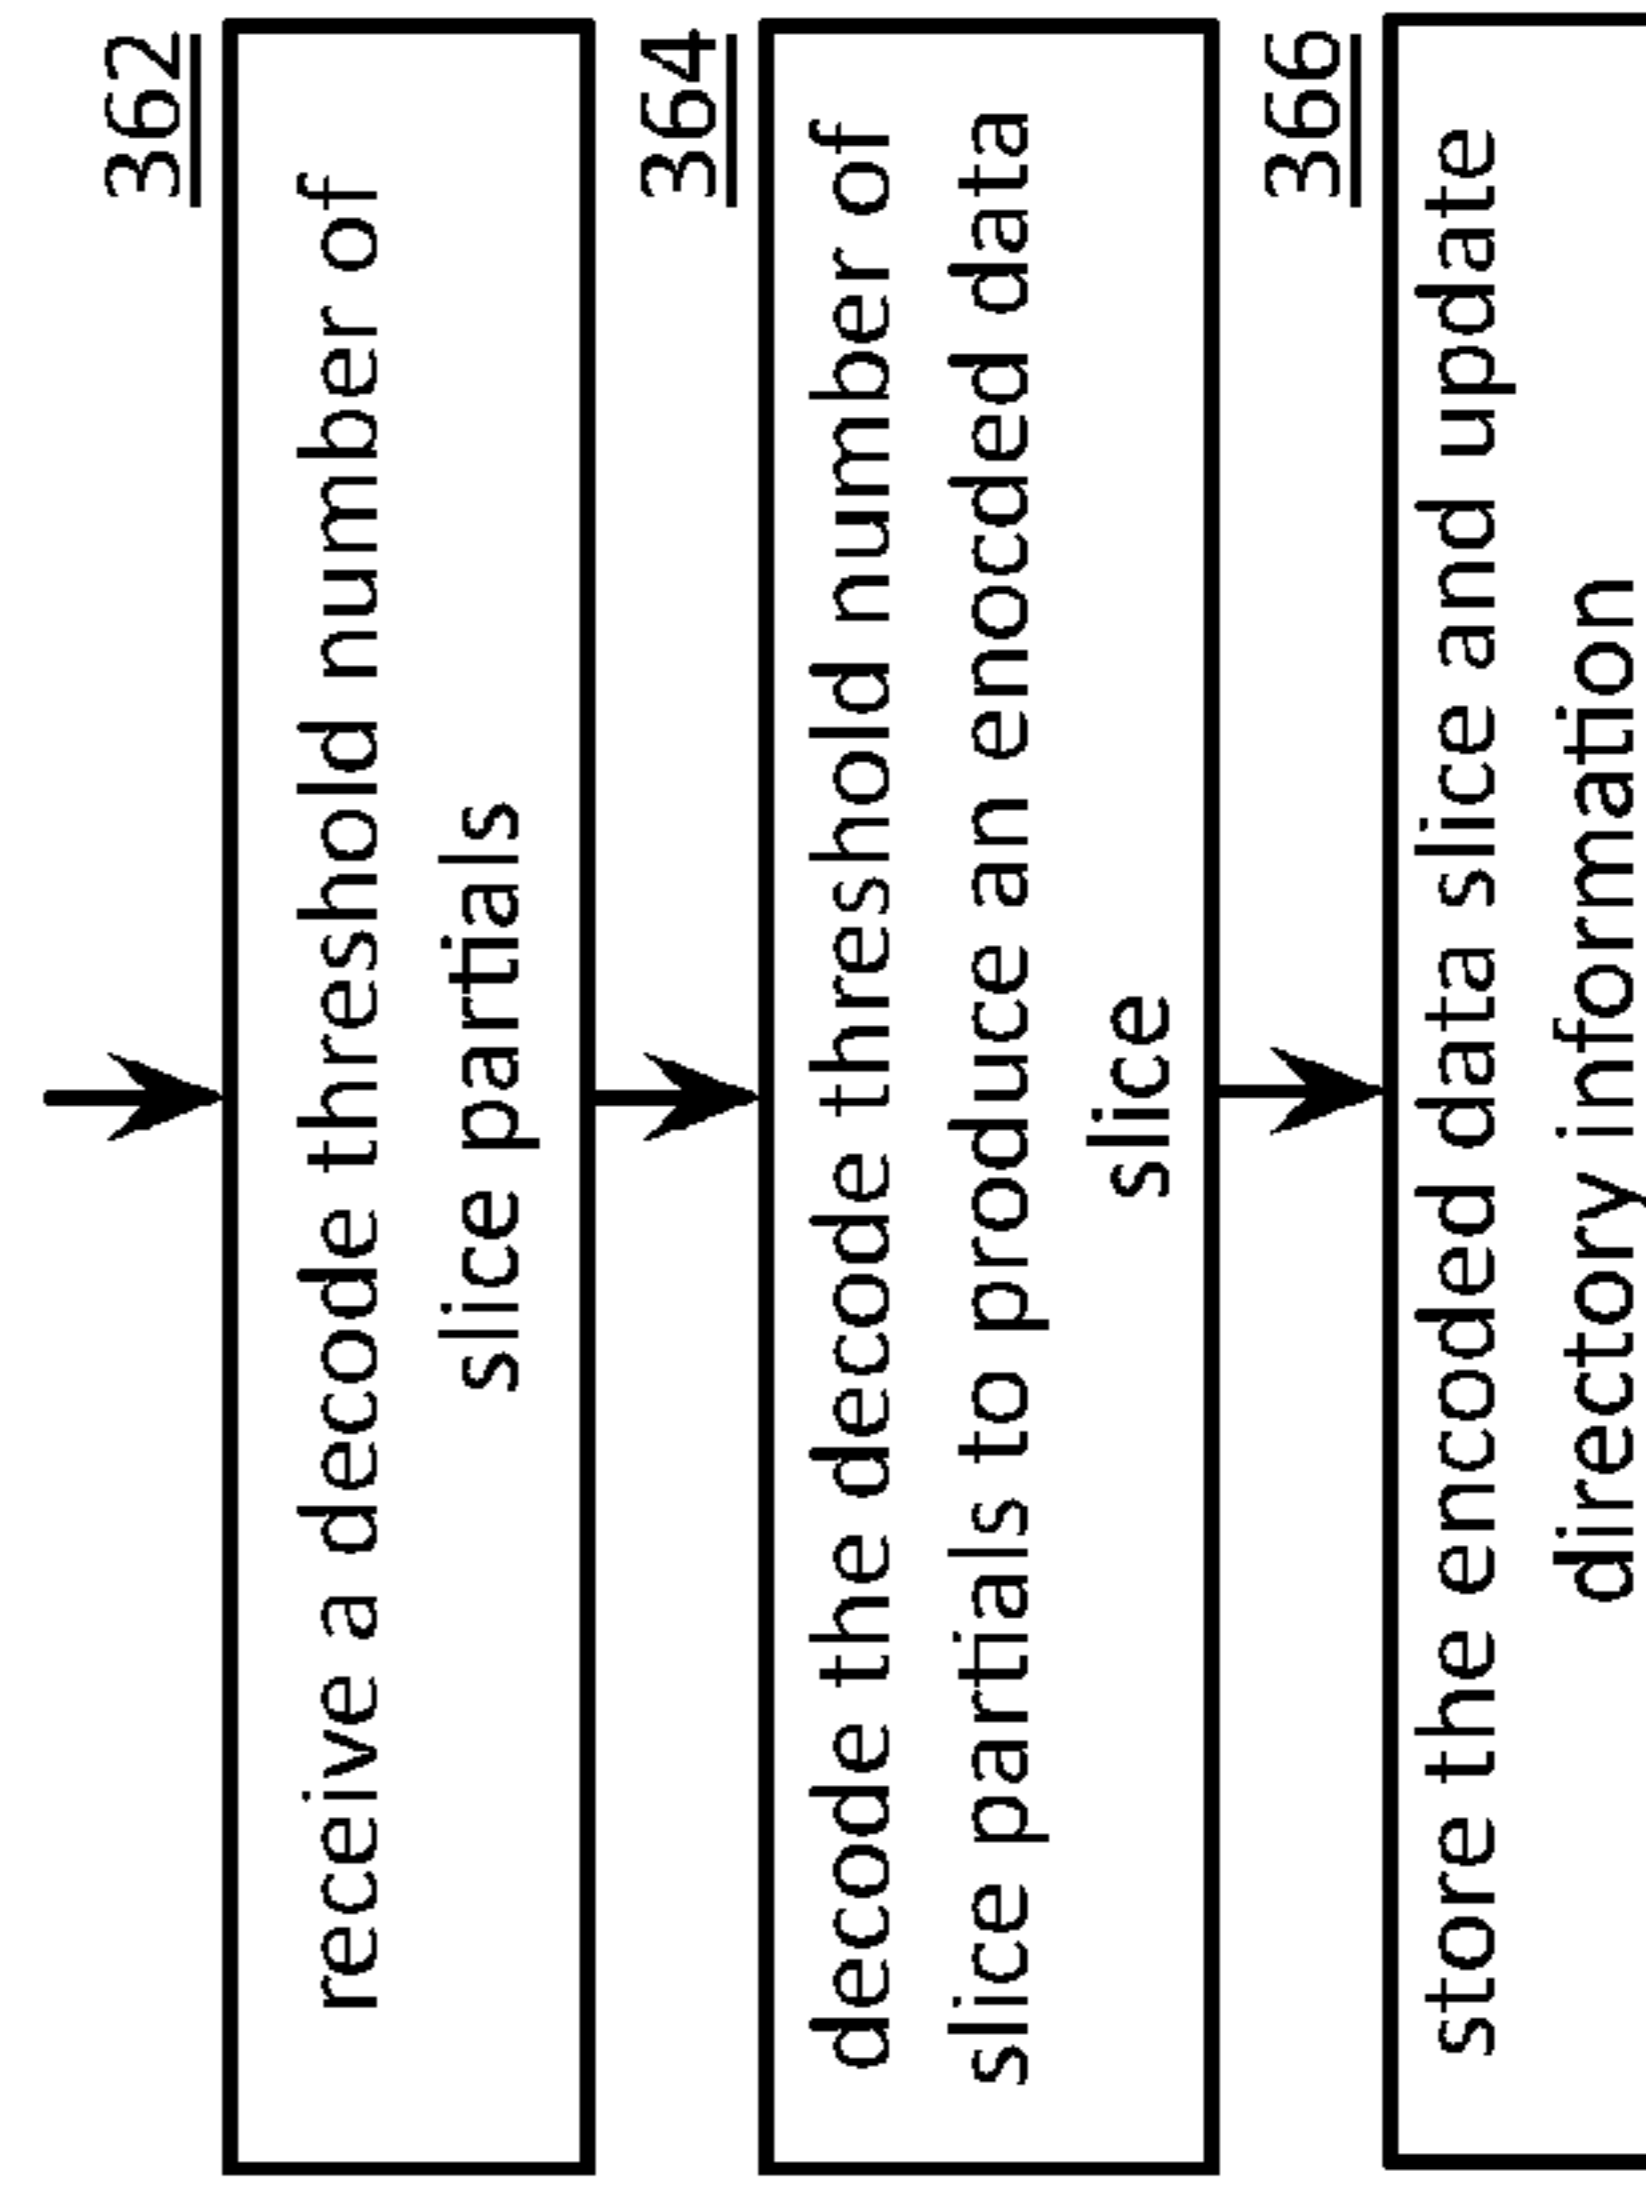 362
receive a decode threshold number of
slice partials
364
decode the decode threshold number of
slice partials to produce an enocded data
slice
366
store the encoded data slice and update
directory information